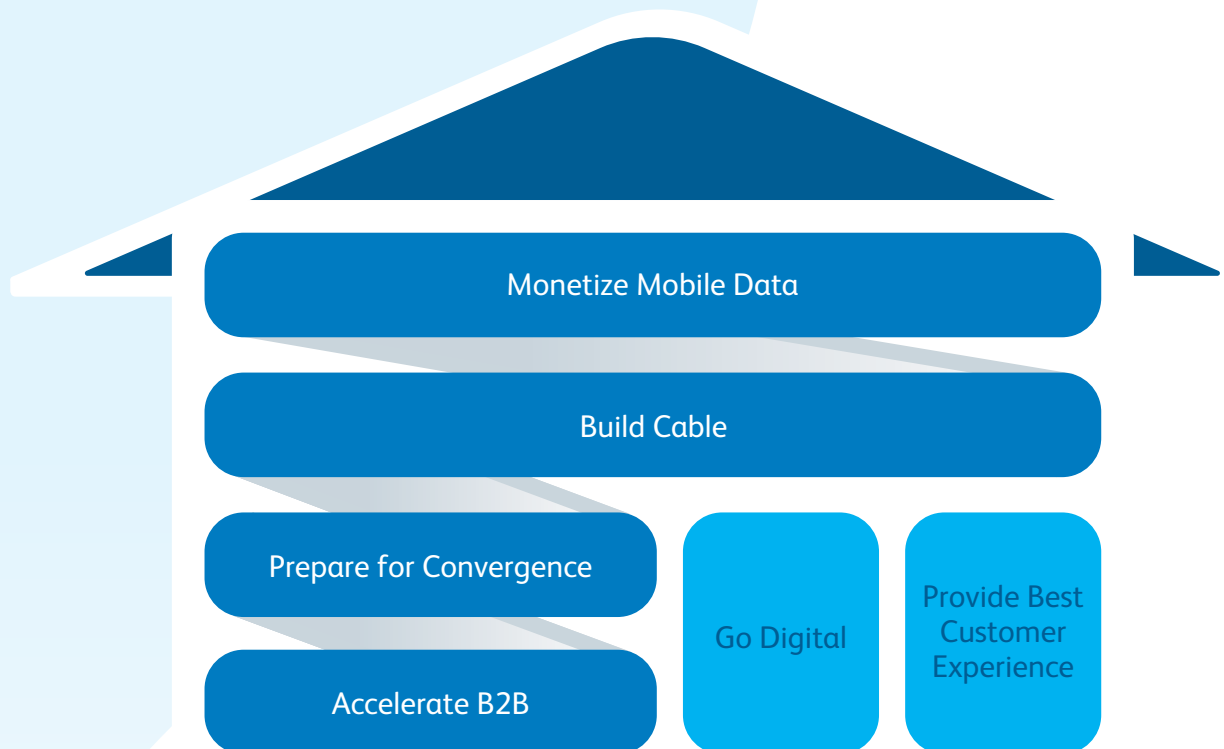 Monetize Mobile Data
Build Cable
Prepare for Convergence
Go Digital
Provide Best
Customer
Experience
Accelerate B2B